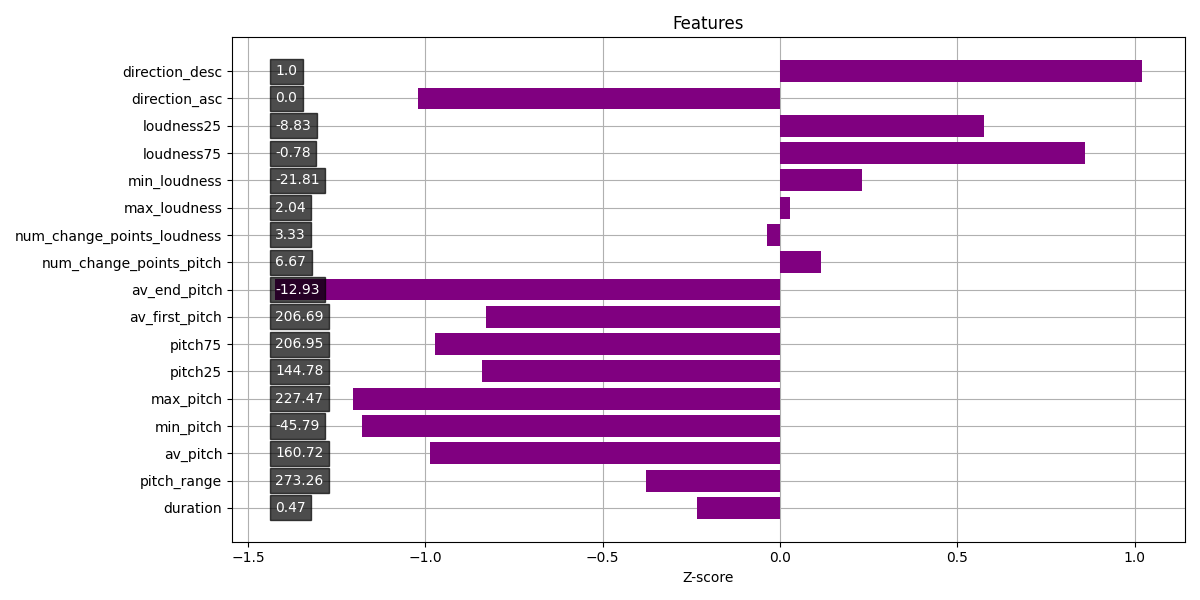 Features
direction_desc 1.0
direction_asc 0.0
loudness25 -8.83
loudness75 -0.78
min_loudness -21.81
max_loudness 2.04
num_change_points_loudness 3.33
num_change_points_pitch 6.67
av_end_pitch -12.93
av_first_pitch 206.69
pitch75 206.95
pitch25 144.78
max_pitch 227.47
min_pitch -45.79
av_pitch 160.72
pitch_range 273.26
duration 0.47
−1.5 −1.0 −0.5 0.0 0.5 1.0
Z-score